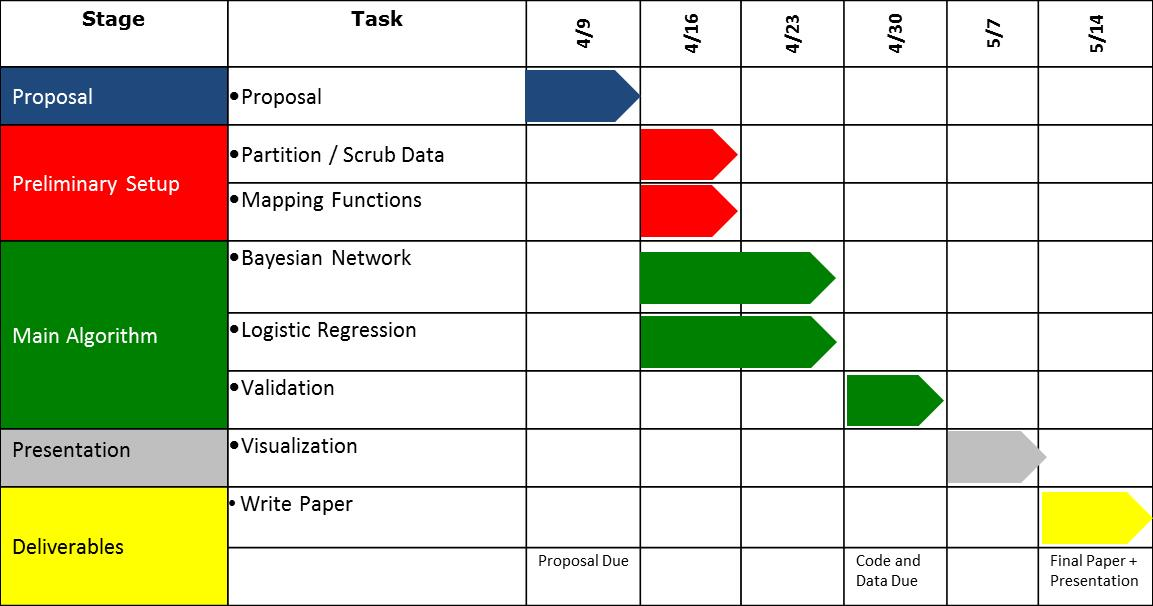 Stage Task 4/9 4/16 4/23 4/30 5/7 5/14
Proposal •Proposal
Preliminary Setup
•Partition / Scrub Data
•Mapping Functions
Main Algorithm
•Bayesian Network
•Logistic Regression
•Validation
Presentation •Visualization
Deliverables
• Write Paper
Proposal Due
Code and
Data Due
Final Paper +
Presentation